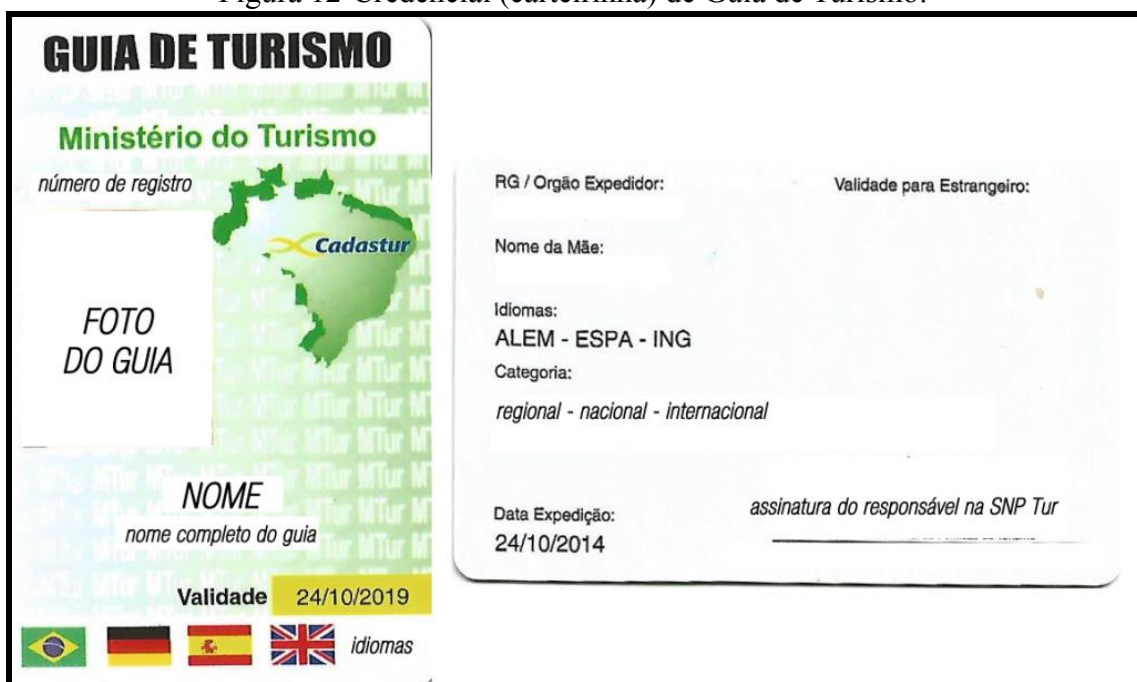 GUIA DE TURISMO
Ministério do Turismo
número de registro
Cadastur
FOTO
DO GUIA
NOME
nome completo do guia
Validade 24/10/2019
idiomas
RG / Orgão Expedidor:
Validade para Estrangeiro:
Nome da Mãe:
Idiomas:
ALEM - ESPA - ING
Categoria:
regional - nacional - internacional
assinatura do responsável na SNP Tur
Data Expedição:
24/10/2014